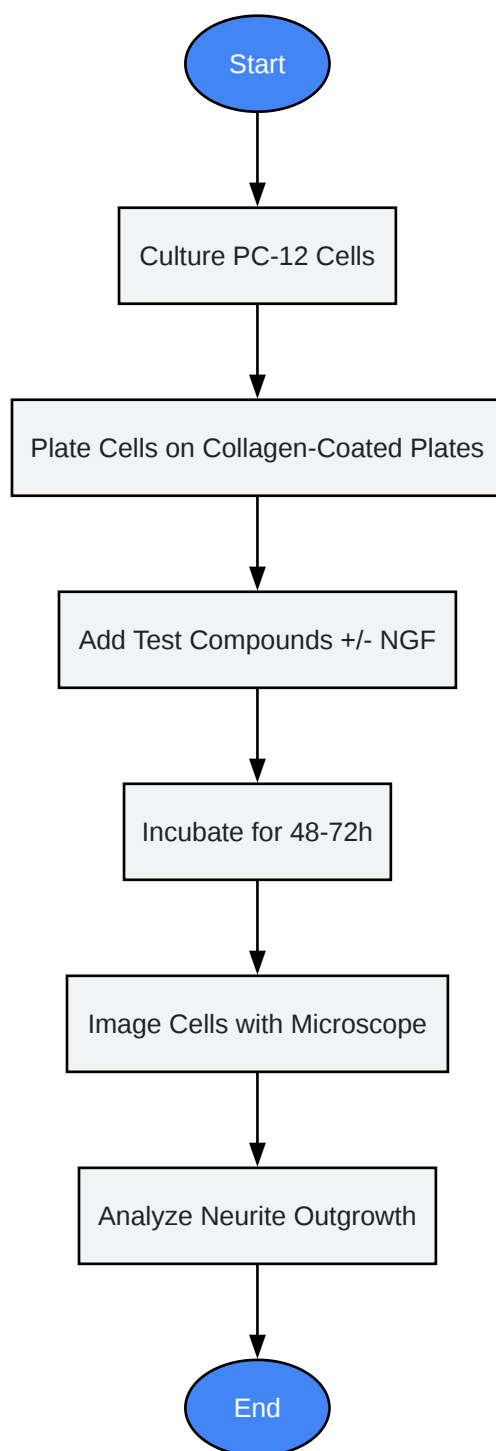 Start
Culture PC-12 Cells
Plate Cells on Collagen-Coated Plates
Add Test Compounds +/- NGF
Incubate for 48-72h
Image Cells with Microscope
Analyze Neurite Outgrowth
End